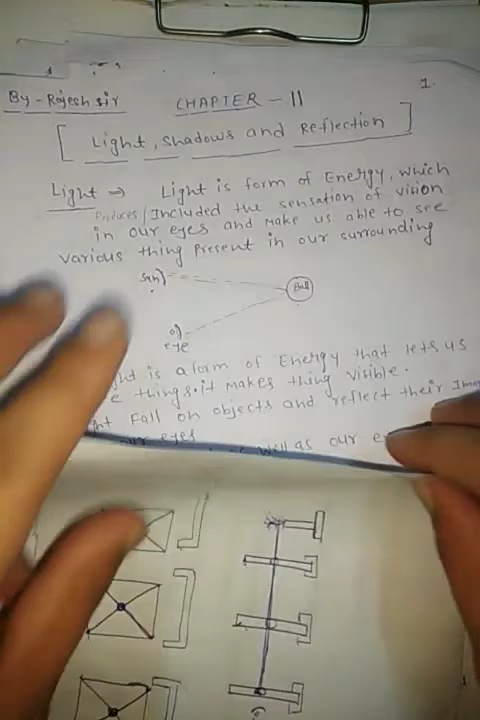 1.
By - Rajesh sir CHAPTER - 11
[Light, Shadows and Reflection]
Light ⇒ Light is form of Energy, which
Produces/Included the sensation of vision
in our eyes and Make us able to see
various thing Present in our surrounding
Sun
Ball
eye
is a form of Energy that lets us
things. it Makes thing visible.
Fall on objects and reflect their
eyes
well as our